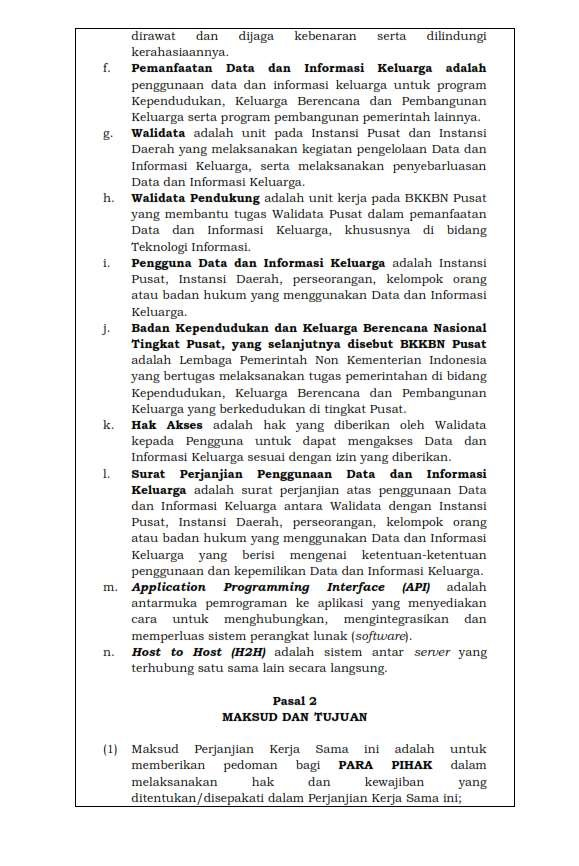 dirawat dan dijaga kebenaran serta dilindungi
kerahasiaannya.
f. Pemanfaatan Data dan Informasi Keluarga adalah
penggunaan data dan informasi keluarga untuk program
Kependudukan, Keluarga Berencana dan Pembangunan
Keluarga serta program pembangunan pemerintah lainnya.
g. Walidata adalah unit pada Instansi Pusat dan Instansi
Daerah yang melaksanakan kegiatan pengelolaan Data dan
Informasi Keluarga, serta melaksanakan penyebarluasan
Data dan Informasi Keluarga.
h. Walidata Pendukung adalah unit kerja pada BKKBN Pusat
yang membantu tugas Walidata Pusat dalam pemanfaatan
Data dan Informasi Keluarga, khususnya di bidang
Teknologi Informasi.
i. Pengguna Data dan Informasi Keluarga adalah Instansi
Pusat, Instansi Daerah, perseorangan, kelompok orang
atau badan hukum yang menggunakan Data dan Informasi
Keluarga.
j. Badan Kependudukan dan Keluarga Berencana Nasional
Tingkat Pusat, yang selanjutnya disebut BKKBN Pusat
adalah Lembaga Pemerintah Non Kementerian Indonesia
yang bertugas melaksanakan tugas pemerintahan di bidang
Kependudukan, Keluarga Berencana dan Pembangunan
Keluarga yang berkedudukan di tingkat Pusat.
k. Hak Akses adalah hak yang diberikan oleh Walidata
kepada Pengguna untuk dapat mengakses Data dan
Informasi Keluarga sesuai dengan izin yang diberikan.
l. Surat Perjanjian Penggunaan Data dan Informasi
Keluarga adalah surat perjanjian atas penggunaan Data
dan Informasi Keluarga antara Walidata dengan Instansi
Pusat, Instansi Daerah, perseorangan, kelompok orang
atau badan hukum yang menggunakan Data dan Informasi
Keluarga yang berisi mengenai ketentuan-ketentuan
penggunaan dan kepemilikan Data dan Informasi Keluarga.
m. Application Programming Interface (API) adalah
antarmuka pemrograman ke aplikasi yang menyediakan
cara untuk menghubungkan, mengintegrasikan dan
memperluas sistem perangkat lunak (software).
n. Host to Host (H2H) adalah sistem antar server yang
terhubung satu sama lain secara langsung.
Pasal 2
MAKSUD DAN TUJUAN
(1) Maksud Perjanjian Kerja Sama ini adalah untuk
memberikan pedoman bagi PARA PIHAK dalam
melaksanakan hak dan kewajiban yang
ditentukan/disepakati dalam Perjanjian Kerja Sama ini;